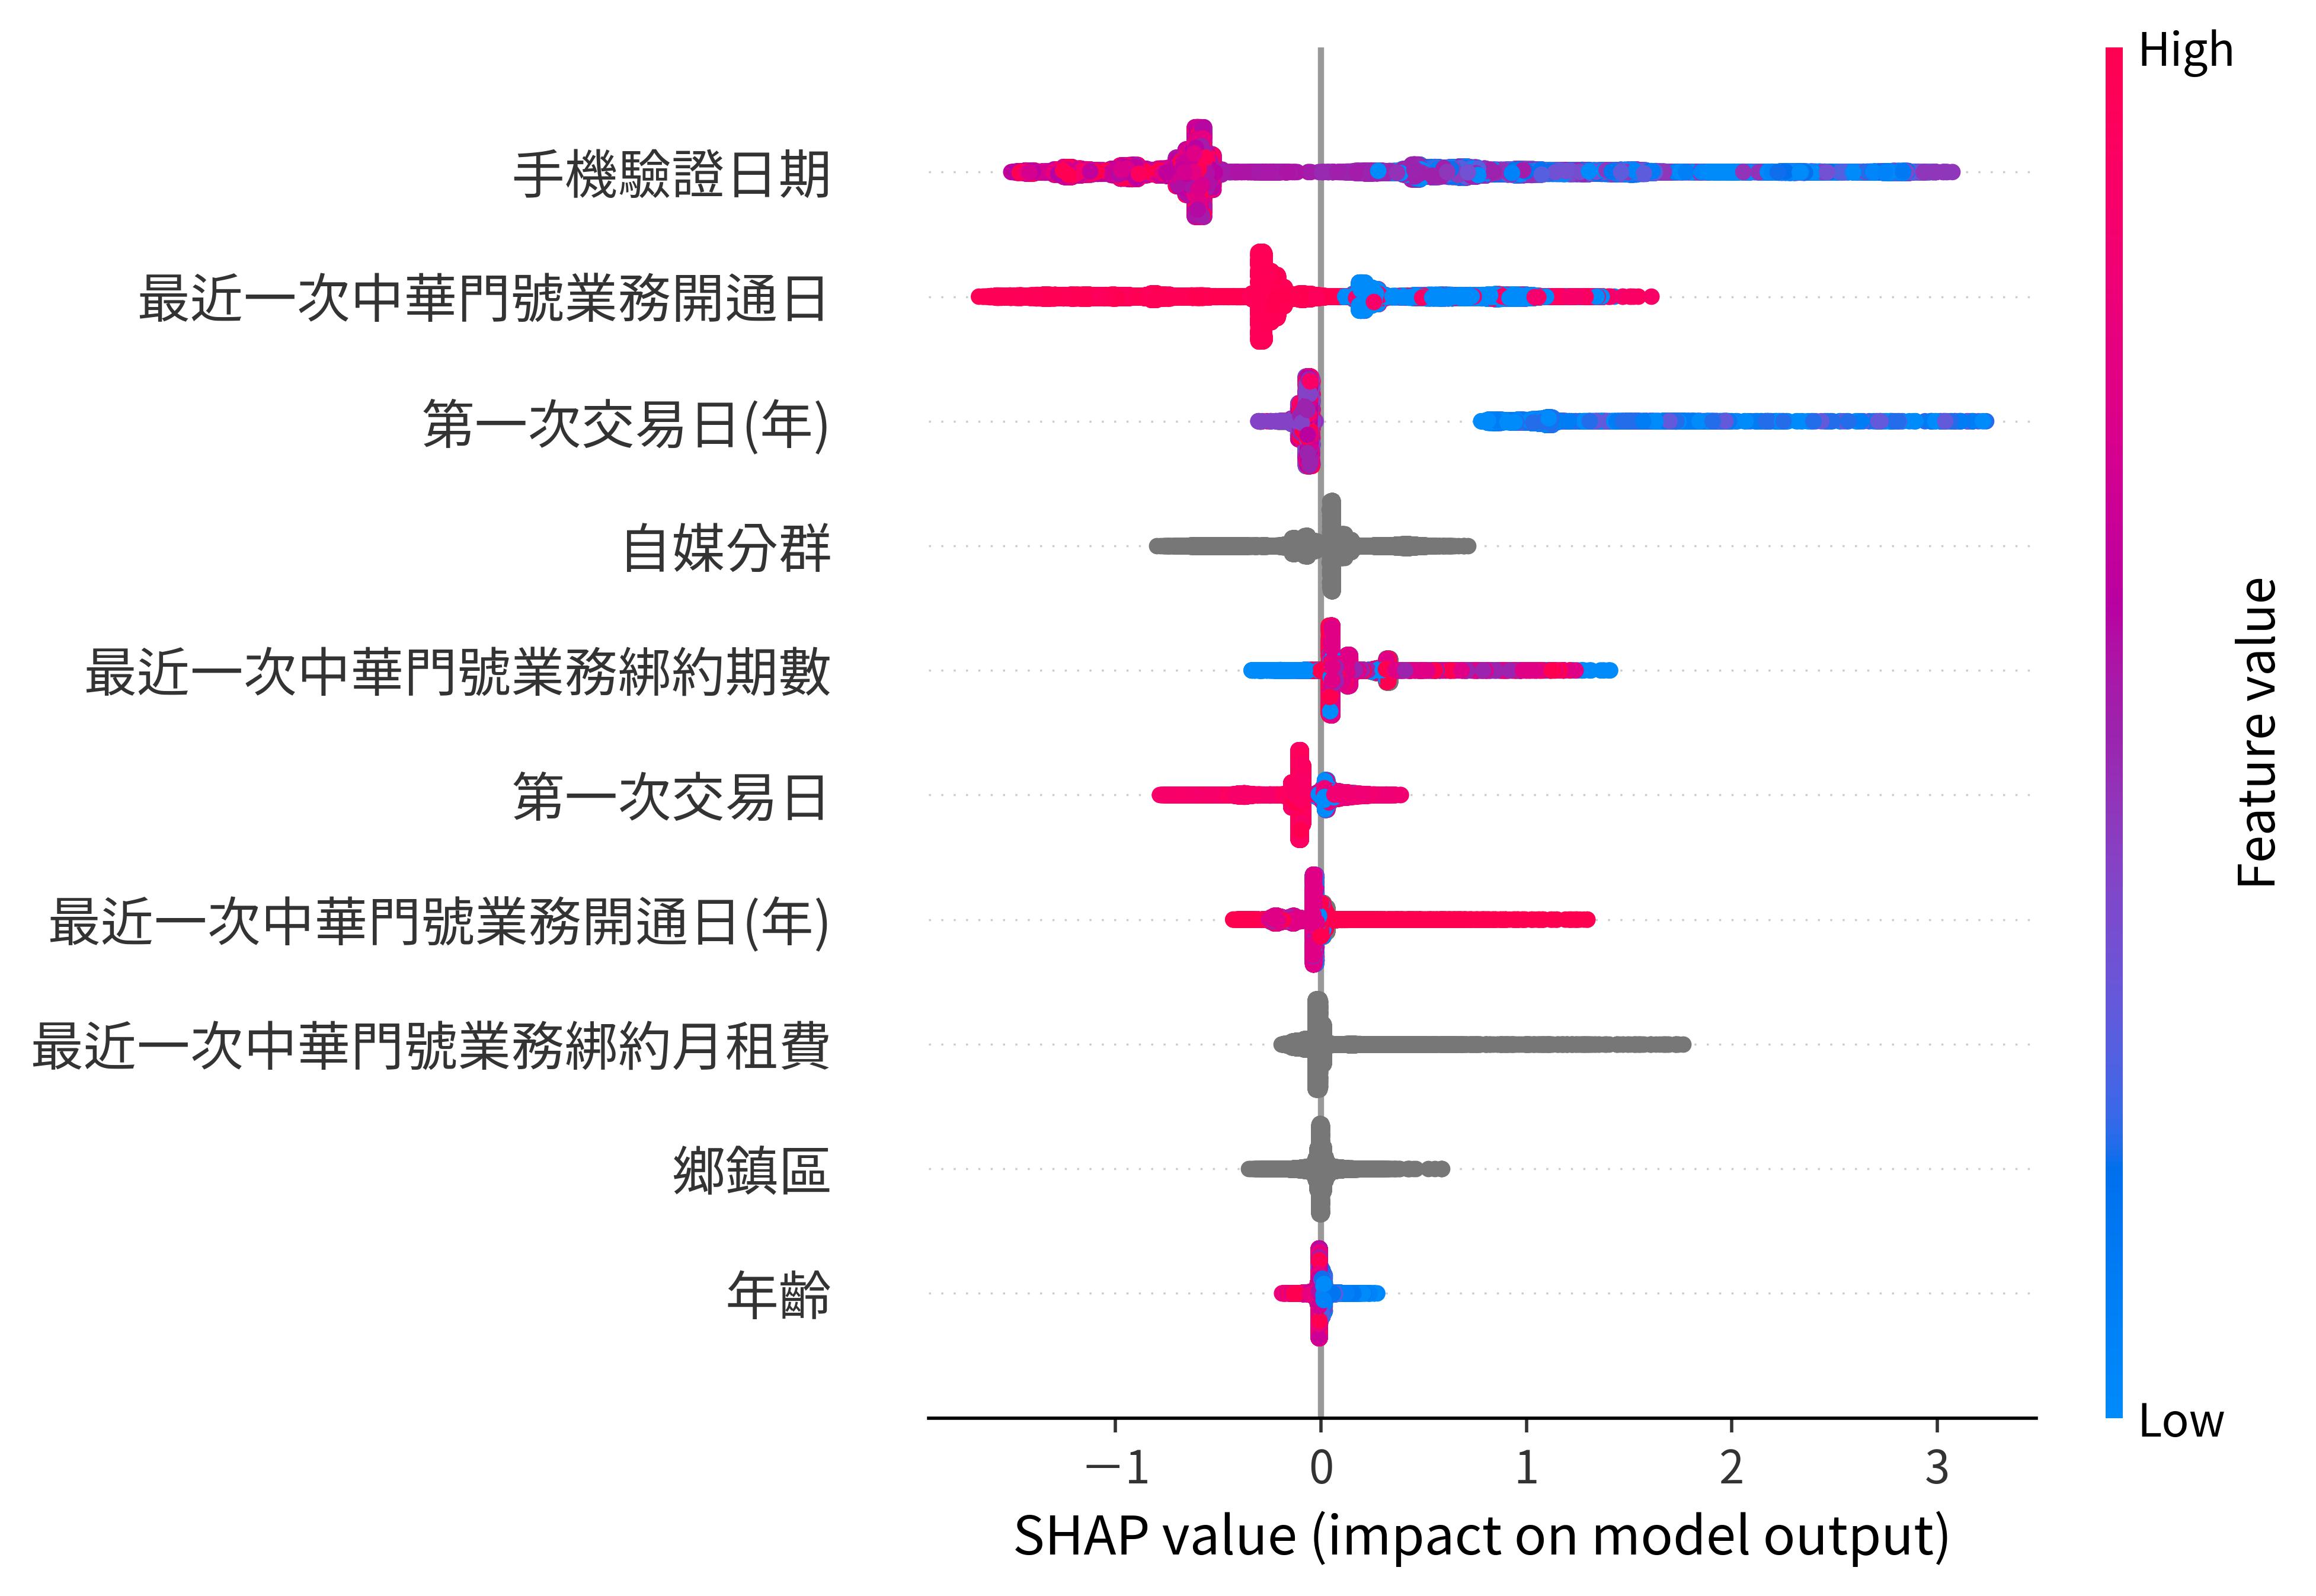 手機驗證日期
最近一次中華門號業務開通日
第一次交易日(年)
自媒分群
最近一次中華門號業務綁約期數
第一次交易日
最近一次中華門號業務開通日(年)
最近一次中華門號業務綁約月租費
鄉鎮區
年齡
−1 0 1 2 3
SHAP value (impact on model output)
High
Feature value
Low